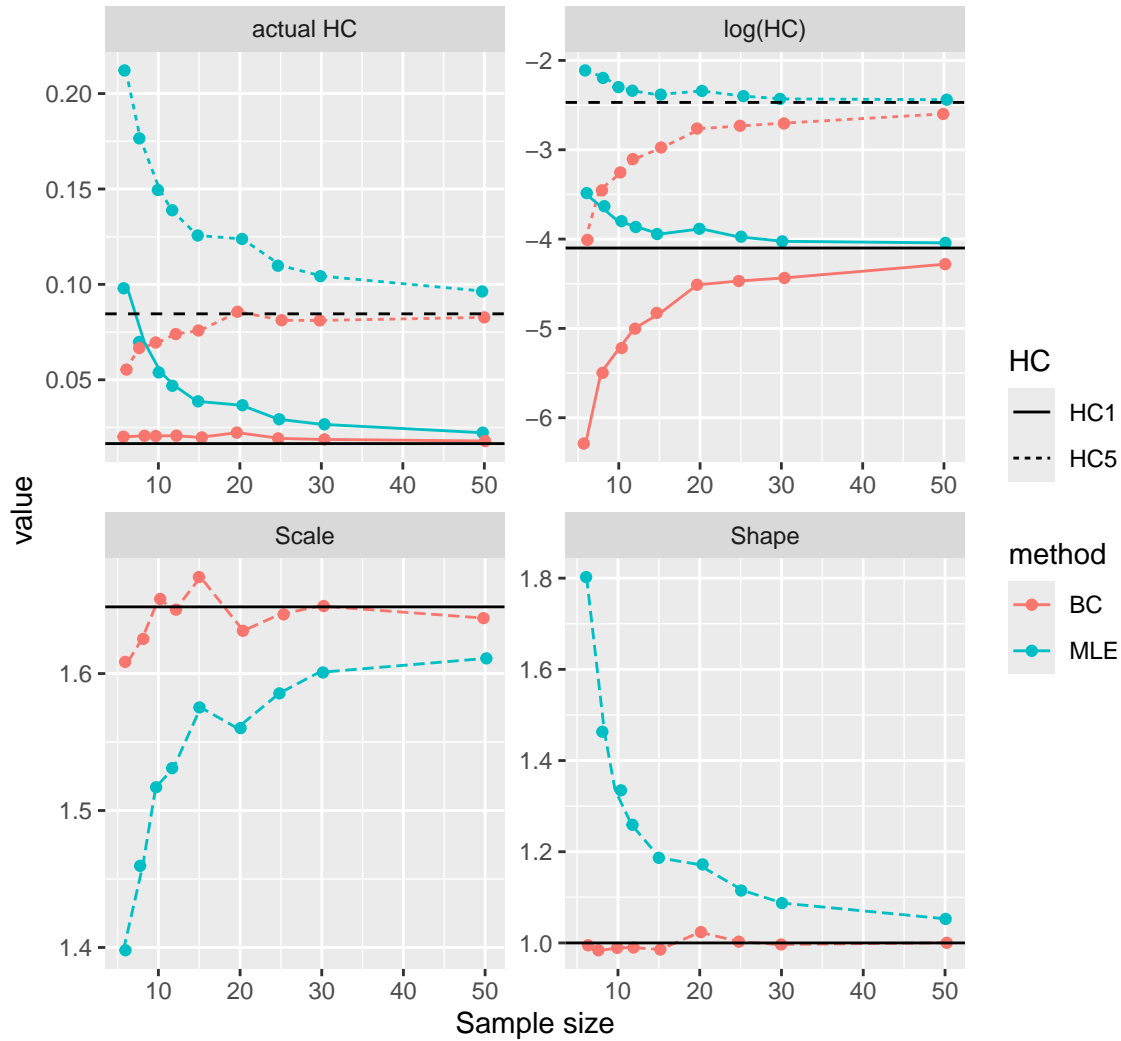 actual HC
log(HC)
0.20
0.15
0.10
0.05
10 20 30 40 50
−2
−3
−4
−5
−6
10 20 30 40 50
value
Scale
Shape
1.6
1.5
1.4
10 20 30 40 50
1.8
1.6
1.4
1.2
1.0
10 20 30 40 50
Sample size
HC
HC1
HC5
method
BC
MLE